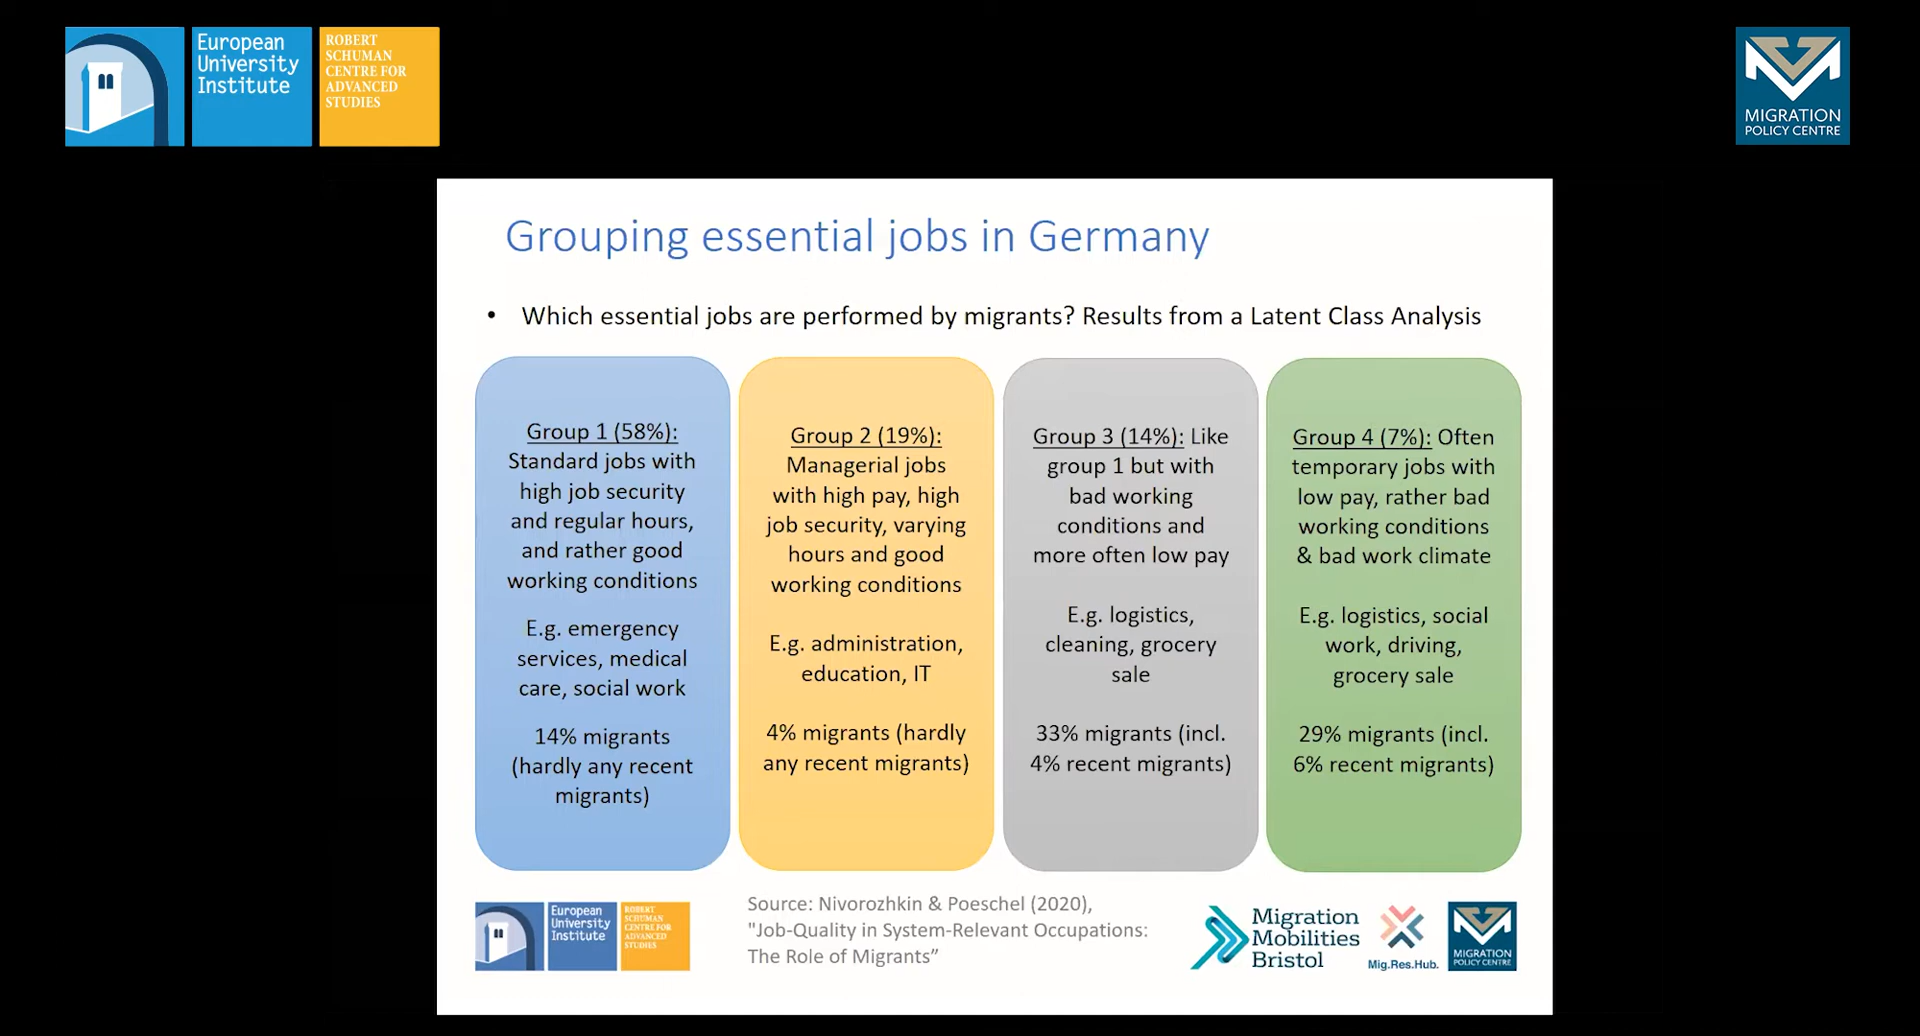 European
University
Institute
ROBERT
SCHUMAN
CENTRE FOR
ADVANCED
STUDIES
MIGRATION
POLICY CENTRE
Grouping essential jobs in Germany
• Which essential jobs are performed by migrants? Results from a Latent Class Analysis
Group 1 (58%):
Standard jobs with
high job security
and regular hours,
and rather good
working conditions
E.g. emergency
services, medical
care, social work
14% migrants
(hardly any recent
migrants)
Group 2 (19%):
Managerial jobs
with high pay, high
job security, varying
hours and good
working conditions
E.g. administration,
education, IT
4% migrants (hardly
any recent migrants)
Group 3 (14%): Like
group 1 but with
bad working
conditions and
more often low pay
E.g. logistics,
cleaning, grocery
sale
33% migrants (incl.
4% recent migrants)
Group 4 (7%): Often
temporary jobs with
low pay, rather bad
working conditions
& bad work climate
E.g. logistics, social
work, driving,
grocery sale
29% migrants (incl.
6% recent migrants)
European
University
Institute
ROBERT
SCHUMAN
CENTRE FOR
ADVANCED
STUDIES
Source: Nivorozhkin & Poeschel (2020),
"Job-Quality in System-Relevant Occupations:
The Role of Migrants”
Migration
Mobilities
Bristol
Mig.Res.Hub.
MIGRATION
POLICY CENTRE